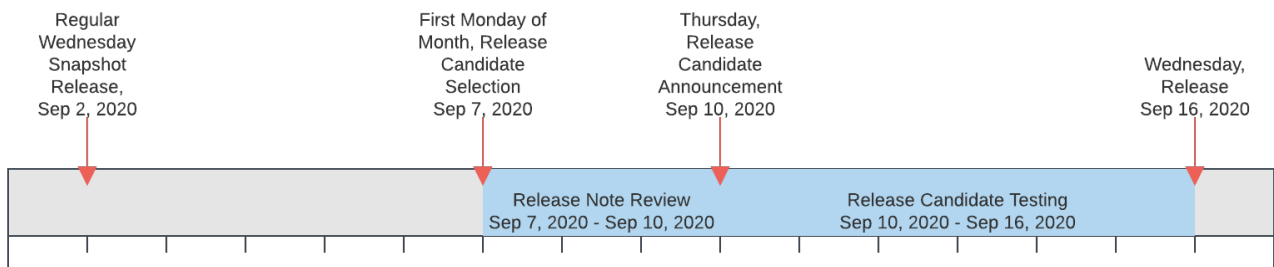 Regular
Wednesday
Snapshot
Release,
Sep 2, 2020
First Monday of
Month, Release
Candidate
Selection
Sep 7, 2020
Thursday,
Release
Candidate
Announcement
Sep 10, 2020
Wednesday,
Release
Sep 16, 2020
Release Note Review
Sep 7, 2020 - Sep 10, 2020
Release Candidate Testing
Sep 10, 2020 - Sep 16, 2020